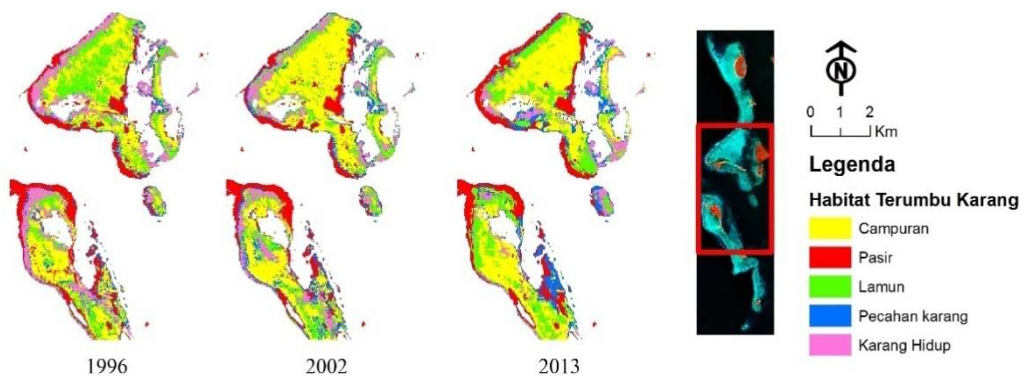 1996
2002
2013
N
0 1 2
Km
Legenda
Habitat Terumbu Karang
Campuran
Pasir
Lamun
Pecahan karang
Karang Hidup